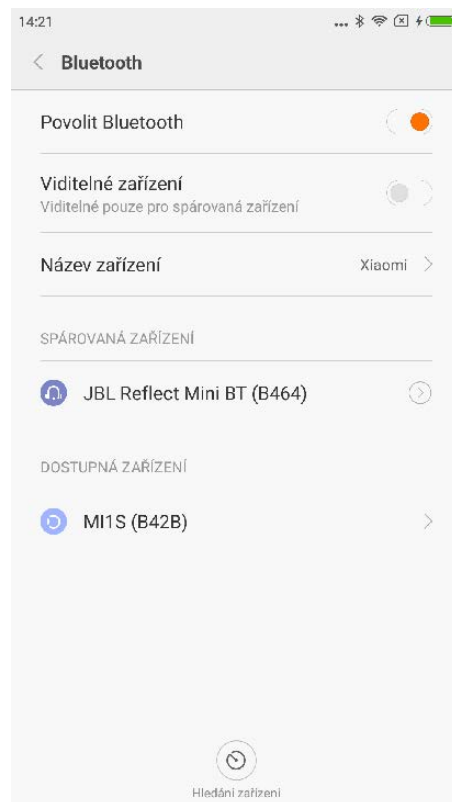 14:21
Bluetooth
Povolit Bluetooth
Viditelné zařízení
Viditelné pouze pro spárovaná zařízení
Název zařízení Xiaomi
SPÁROVANÁ ZAŘÍZENÍ
JBL Reflect Mini BT (B464)
DOSTUPNÁ ZAŘÍZENÍ
MI1S (B42B)
Hledání zařízení